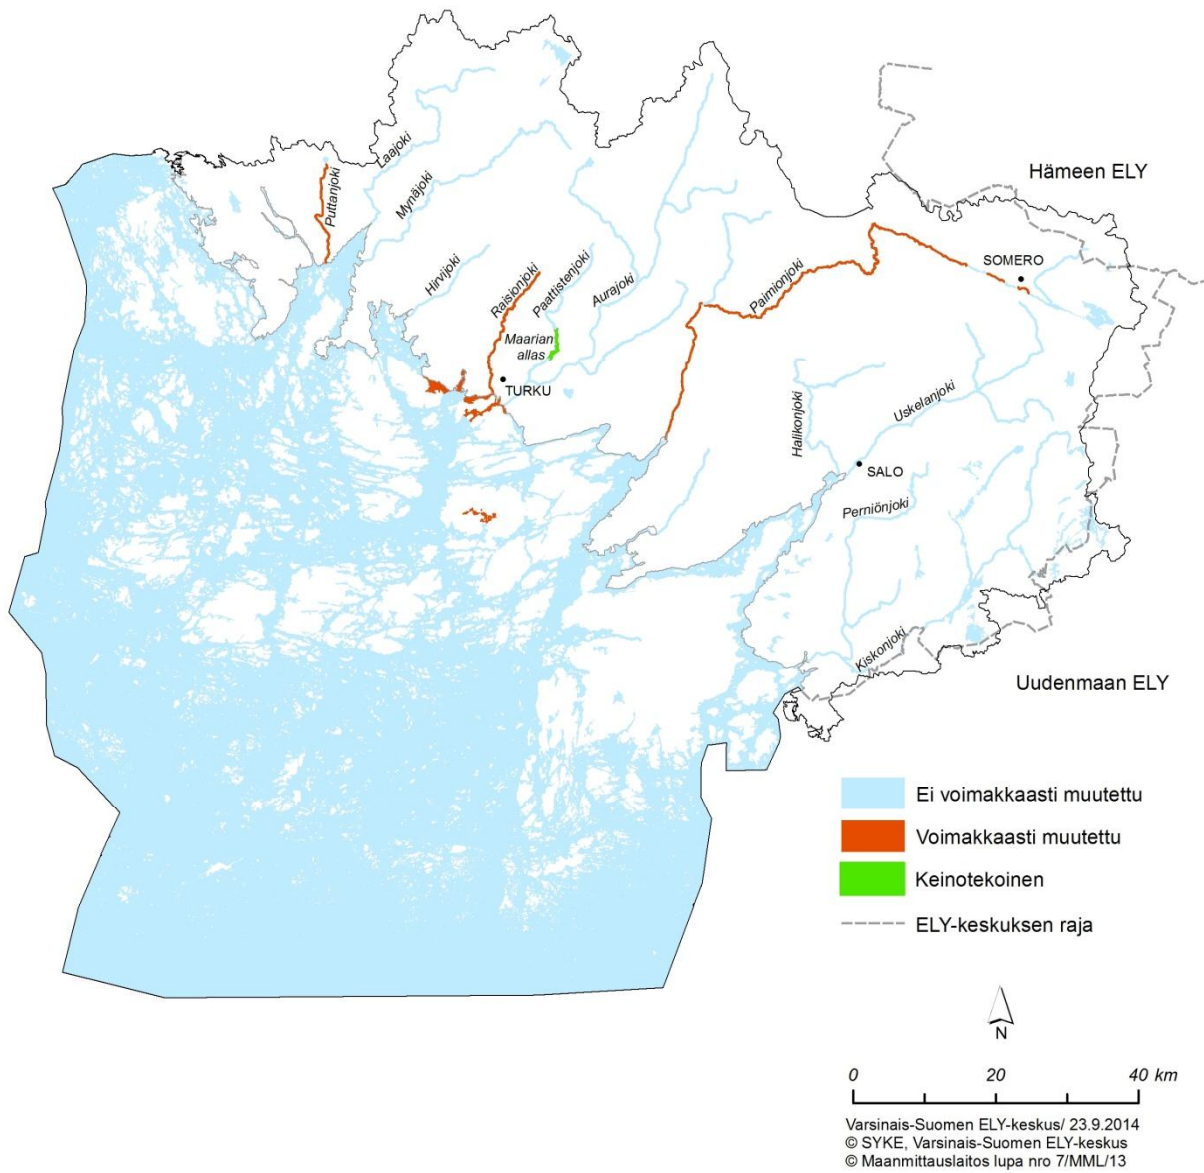 Hämeen ELY
Laajoki
Mynäjoki
Puttanjoki
Hirvijoki
Raisionjoki
Paattistenjoki
Aurajoki
Paimionjoki
SOMERO
Maarian
allas
TURKU
Halikonjoki
Uskelanjoki
SALO
Perniönjoki
Kiskonjoki
Uudenmaan ELY
Ei voimakkaasti muutettu
Voimakkaasti muutettu
Keinotekoinen
ELY-keskuksen raja
N
0 20 40 km
Varsinais-Suomen ELY-keskus/ 23.9.2014
© SYKE, Varsinais-Suomen ELY-keskus
© Maanmittauslaitos lupa nro 7/MML/13